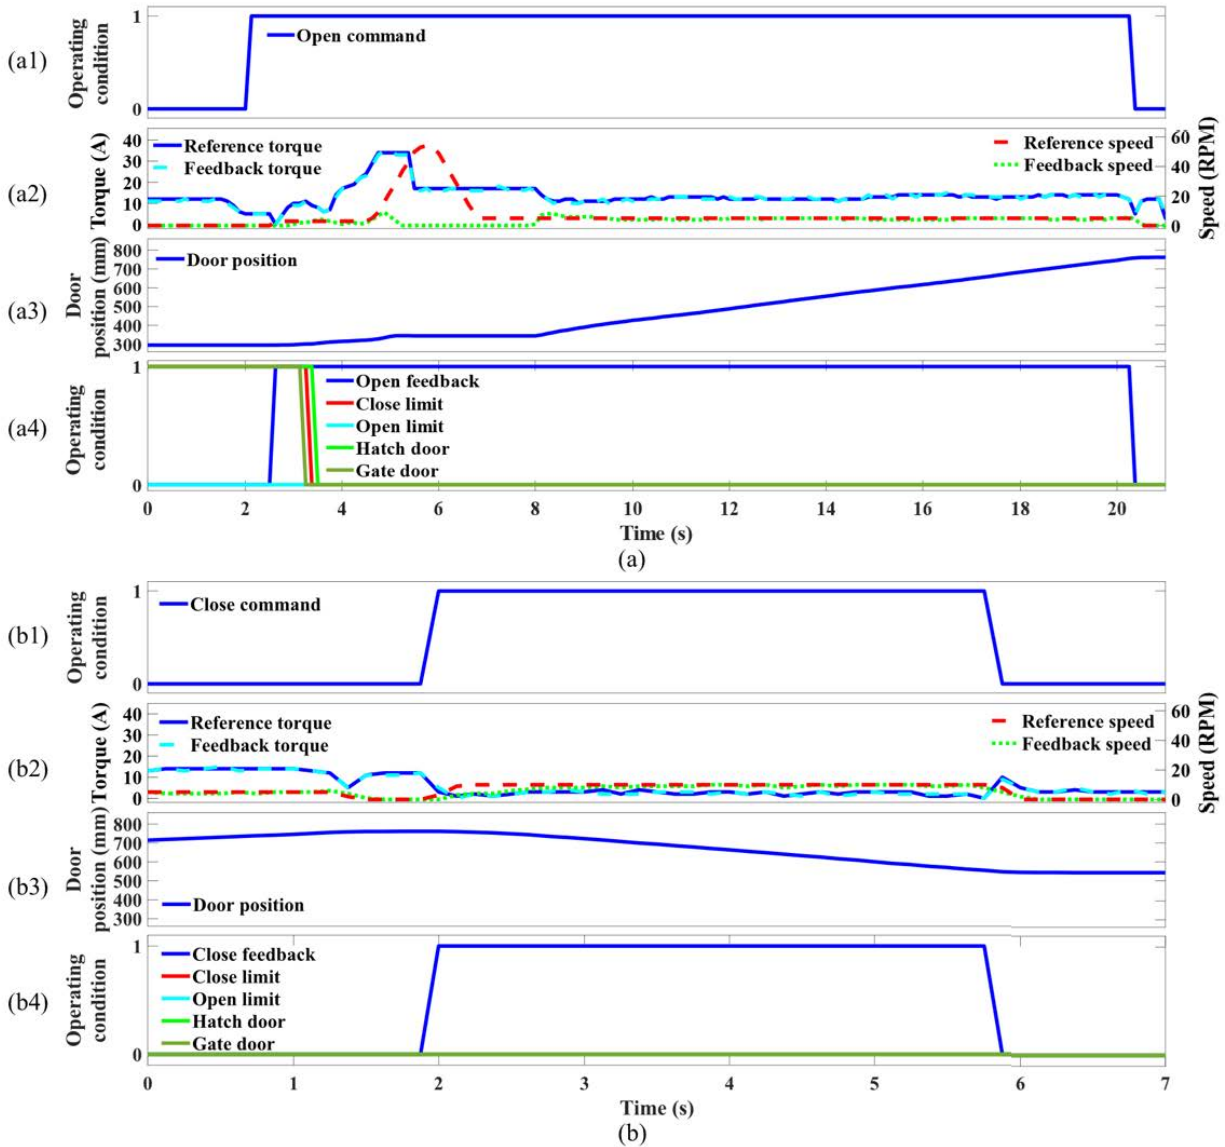 (a1)
Operating
condition
1
0
Open command
(a2)
Torque (A)
40
30
20
10
0
Reference torque
Feedback torque
Reference speed
Feedback speed
60
40
20
0
Speed (RPM)
(a3)
Door
position (mm)
800
700
600
500
400
300
Door position
(a4)
Operating
condition
1
0
Open feedback
Close limit
Open limit
Hatch door
Gate door
0 2 4 6 8 10 12 14 16 18 20
Time (s)
(a)
(b1)
Operating
condition
1
0
Close command
(b2)
Torque (A)
40
30
20
10
0
Reference torque
Feedback torque
Reference speed
Feedback speed
60
40
20
0
Speed (RPM)
(b3)
Door
position (mm)
800
700
600
500
400
300
Door position
(b4)
Operating
condition
1
0
Close feedback
Close limit
Open limit
Hatch door
Gate door
0 1 2 3 4 5 6 7
Time (s)
(b)